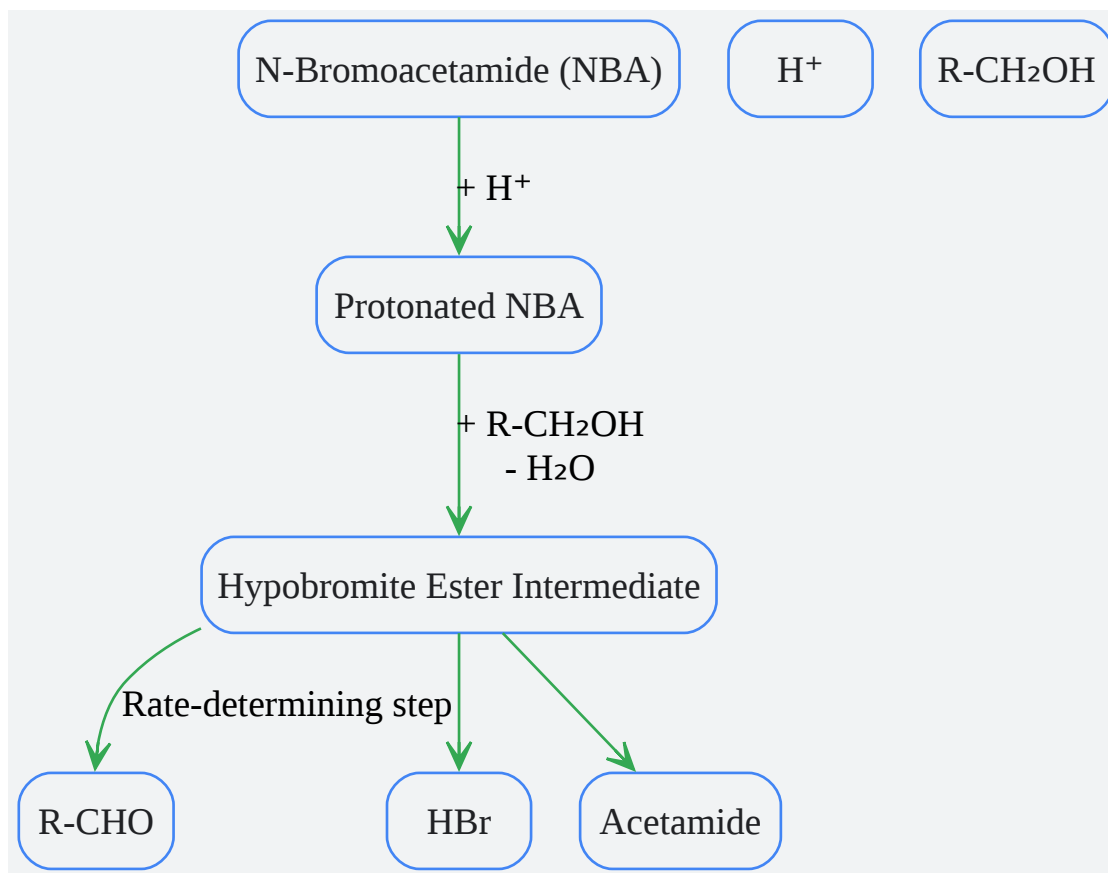 N-Bromoacetamide (NBA)
H⁺
R-CH₂OH
+ H⁺
Protonated NBA
+ R-CH₂OH
- H₂O
Hypobromite Ester Intermediate
Rate-determining step
R-CHO
HBr
Acetamide